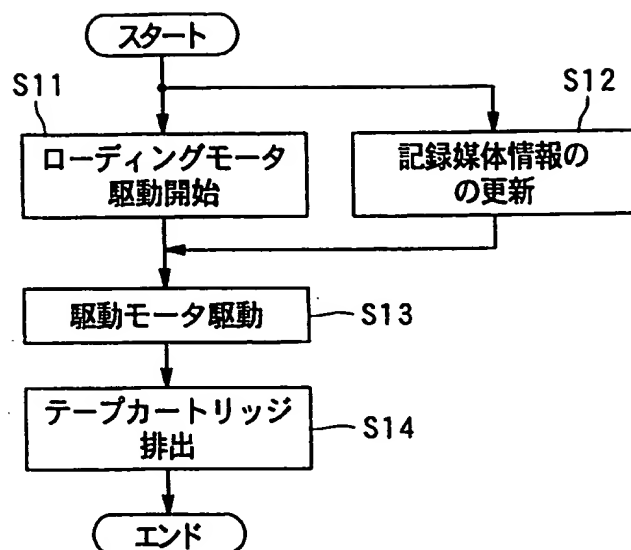 スタート
S11
S12
ローディングモータ
駆動開始
記録媒体情報の
の更新
駆動モータ駆動
S13
テープカートリッジ
排出
S14
エンド